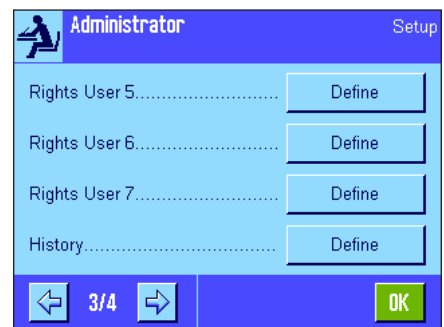 Administrator Setup
Rights User 5.......................... Define
Rights User 6.......................... Define
Rights User 7.......................... Define
History.................................. Define
3/4 OK